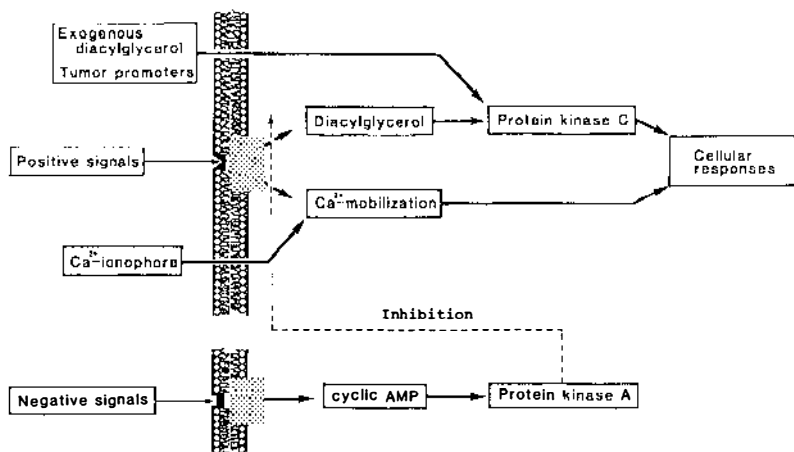 Exogenous
diacylglycerol
Tumor promoters
Diacylglycerol
Protein kinase C
Positive signals
Cellular
responses
Ca²⁺-mobilization
Ca²⁺-ionophore
Inhibition
Negative signals
cyclic AMP
Protein kinase A